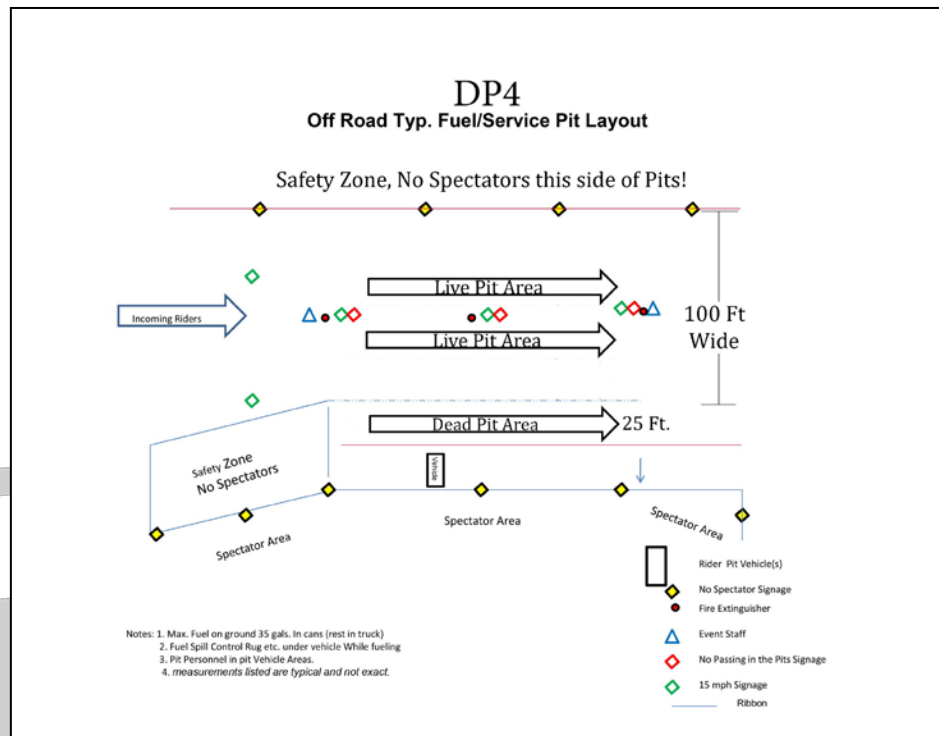 DP4
Off Road Typ. Fuel/Service Pit Layout
Safety Zone, No Spectators this side of Pits!
Live Pit Area
Incoming Riders
100 Ft
Wide
Live Pit Area
Dead Pit Area
25 Ft.
Safety Zone
No Spectators
Vehicle
Spectator Area
Spectator Area
Spectator Area
Rider Pit Vehicle(s)
No Spectator Signage
Fire Extinguisher
Event Staff
No Passing in the Pits Signage
15 mph Signage
Ribbon
Notes: 1. Max. Fuel on ground 35 gals. In cans (rest in truck)
2. Fuel Spill Control Rug etc. under vehicle While fueling
3. Pit Personnel in pit Vehicle Areas.
4. measurements listed are typical and not exact.